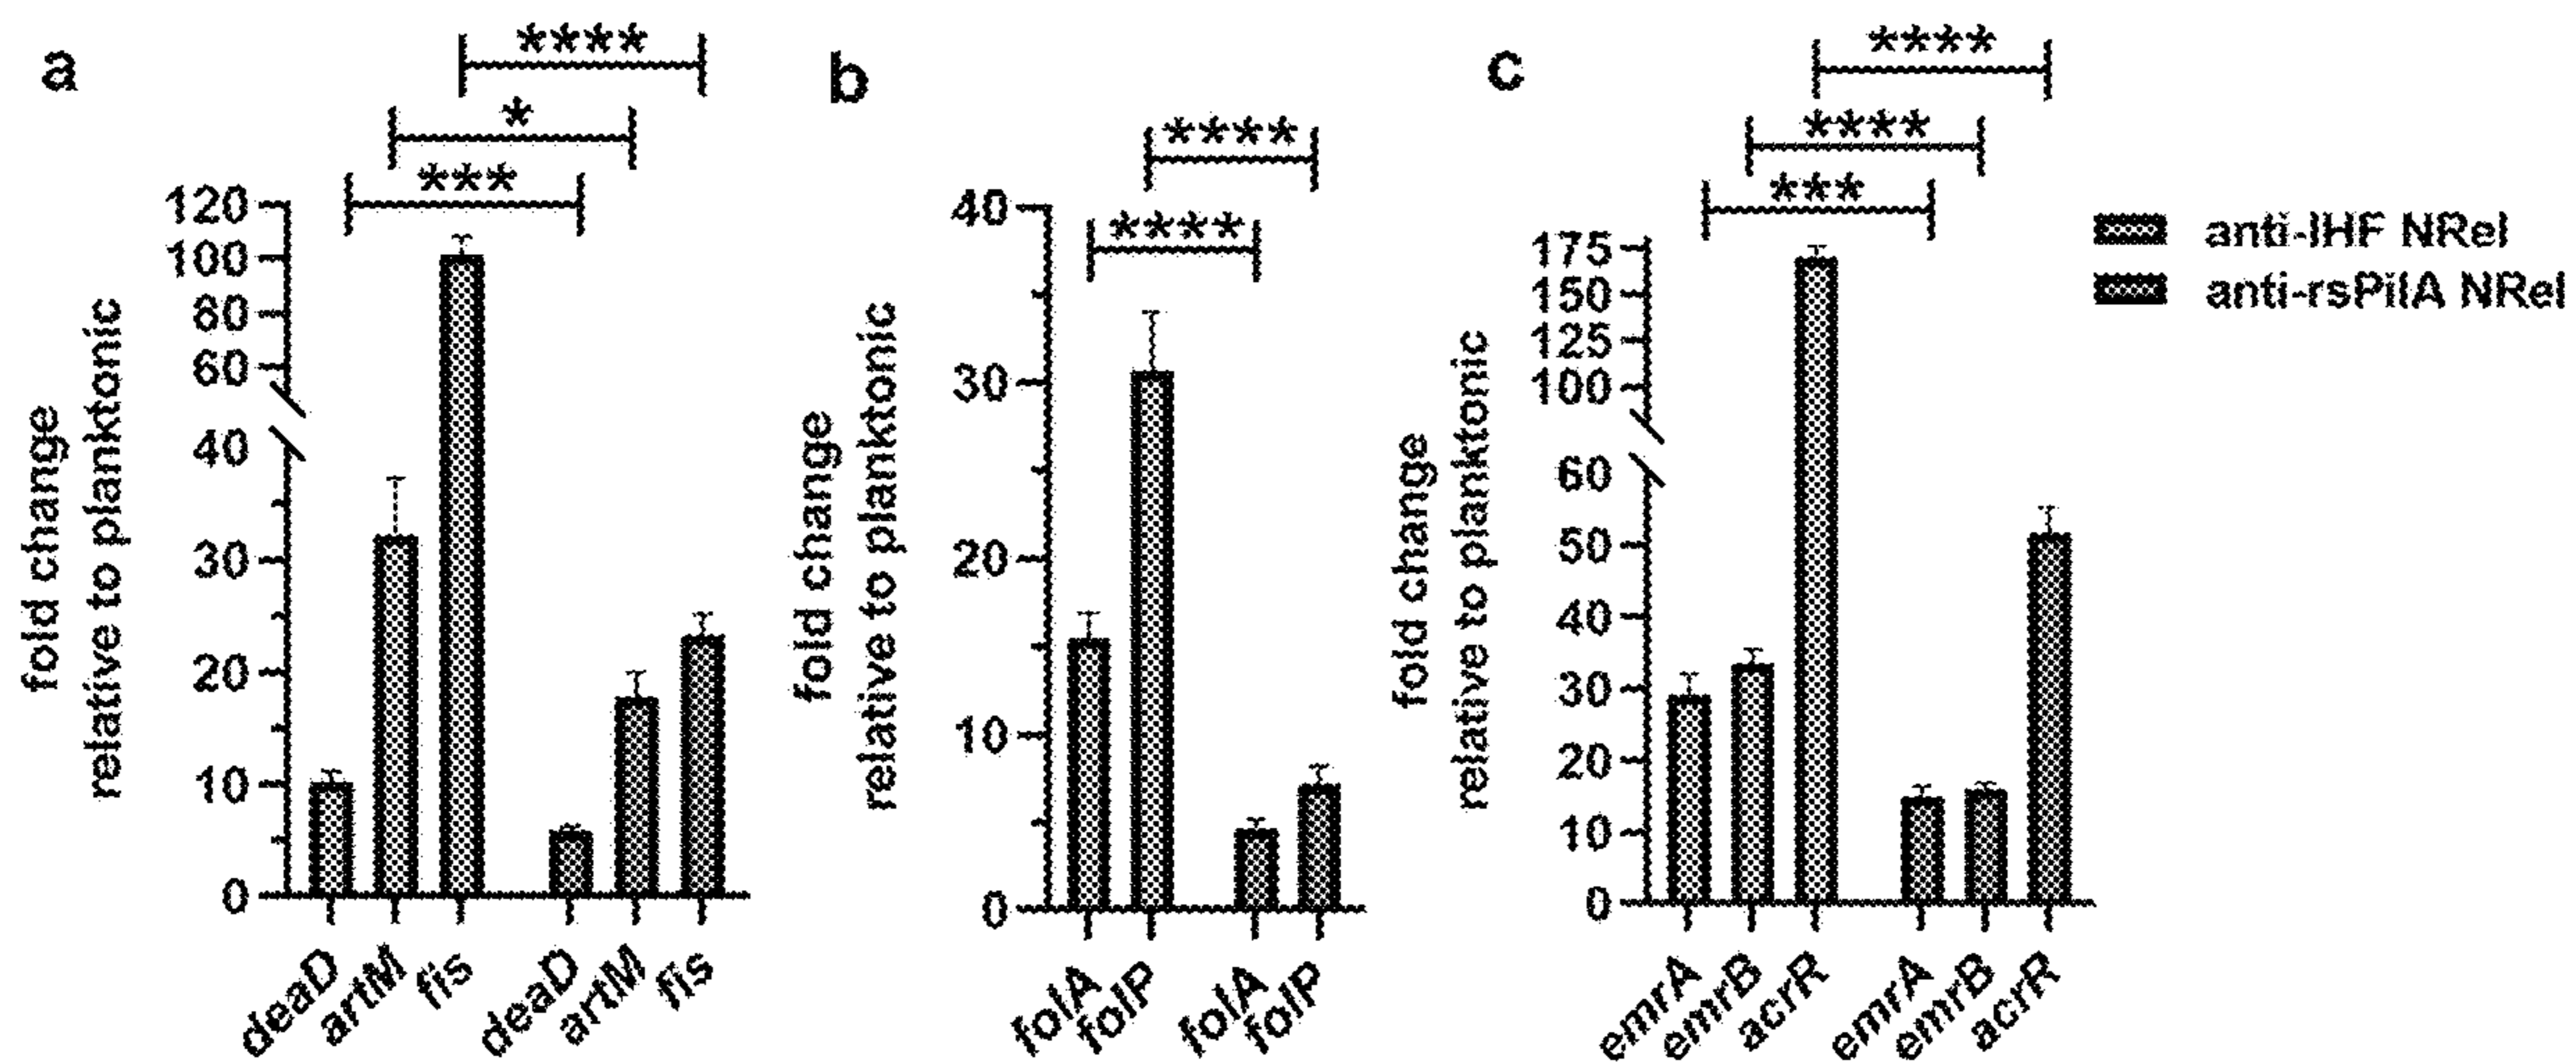 a
****
*
***
120
100
80
60
40
30
20
10
0
fold change
relative to planktonic
deaD
artM
fis
deaD
artM
fis
b
****
****
40
30
20
10
0
fold change
relative to planktonic
folA
folP
folA
folP
c
****
****
***
175
150
125
100
60
50
40
30
20
10
0
fold change
relative to planktonic
emrA
emrB
acrR
emrA
emrB
acrR
anti-IHF NRel
anti-rsPilA NRel